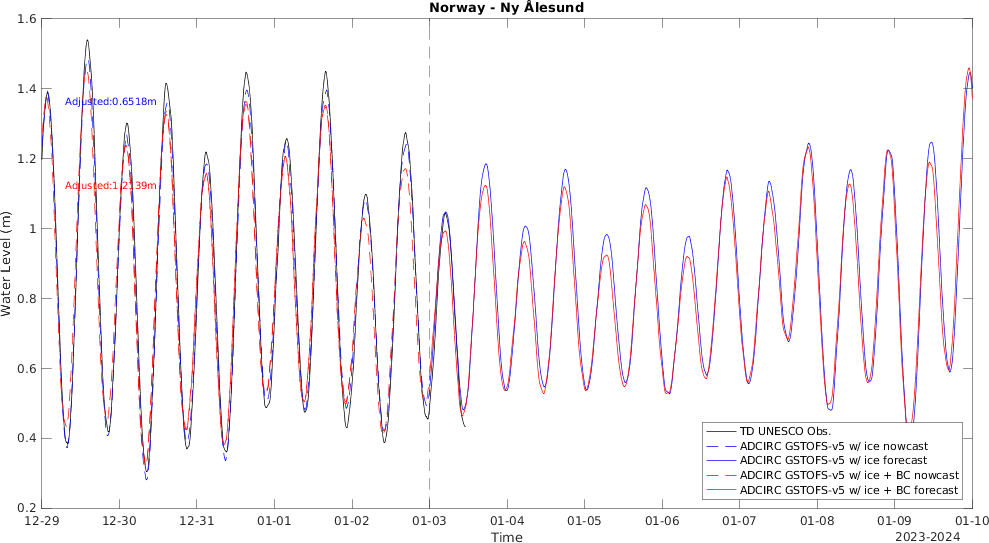 Norway - Ny Ålesund
1.6
1.4
1.2
1
0.8
0.6
0.4
0.2
Water Level (m)
Adjusted:0.6518m
Adjusted:1.2139m
TD UNESCO Obs.
ADCIRC GSTOFS-v5 w/ ice nowcast
ADCIRC GSTOFS-v5 w/ ice forecast
ADCIRC GSTOFS-v5 w/ ice + BC nowcast
ADCIRC GSTOFS-v5 w/ ice + BC forecast
12-29 12-30 12-31 01-01 01-02 01-03 01-04 01-05 01-06 01-07 01-08 01-09 01-10
Time
2023-2024